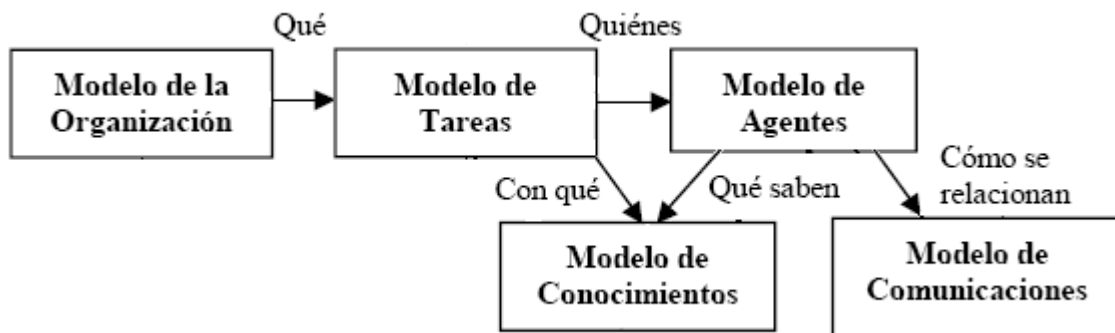 Qué
Quiénes
Modelo de la
Organización
Modelo de
Tareas
Modelo de
Agentes
Con qué
Qué saben
Cómo se
relacionan
Modelo de
Conocimientos
Modelo de
Comunicaciones